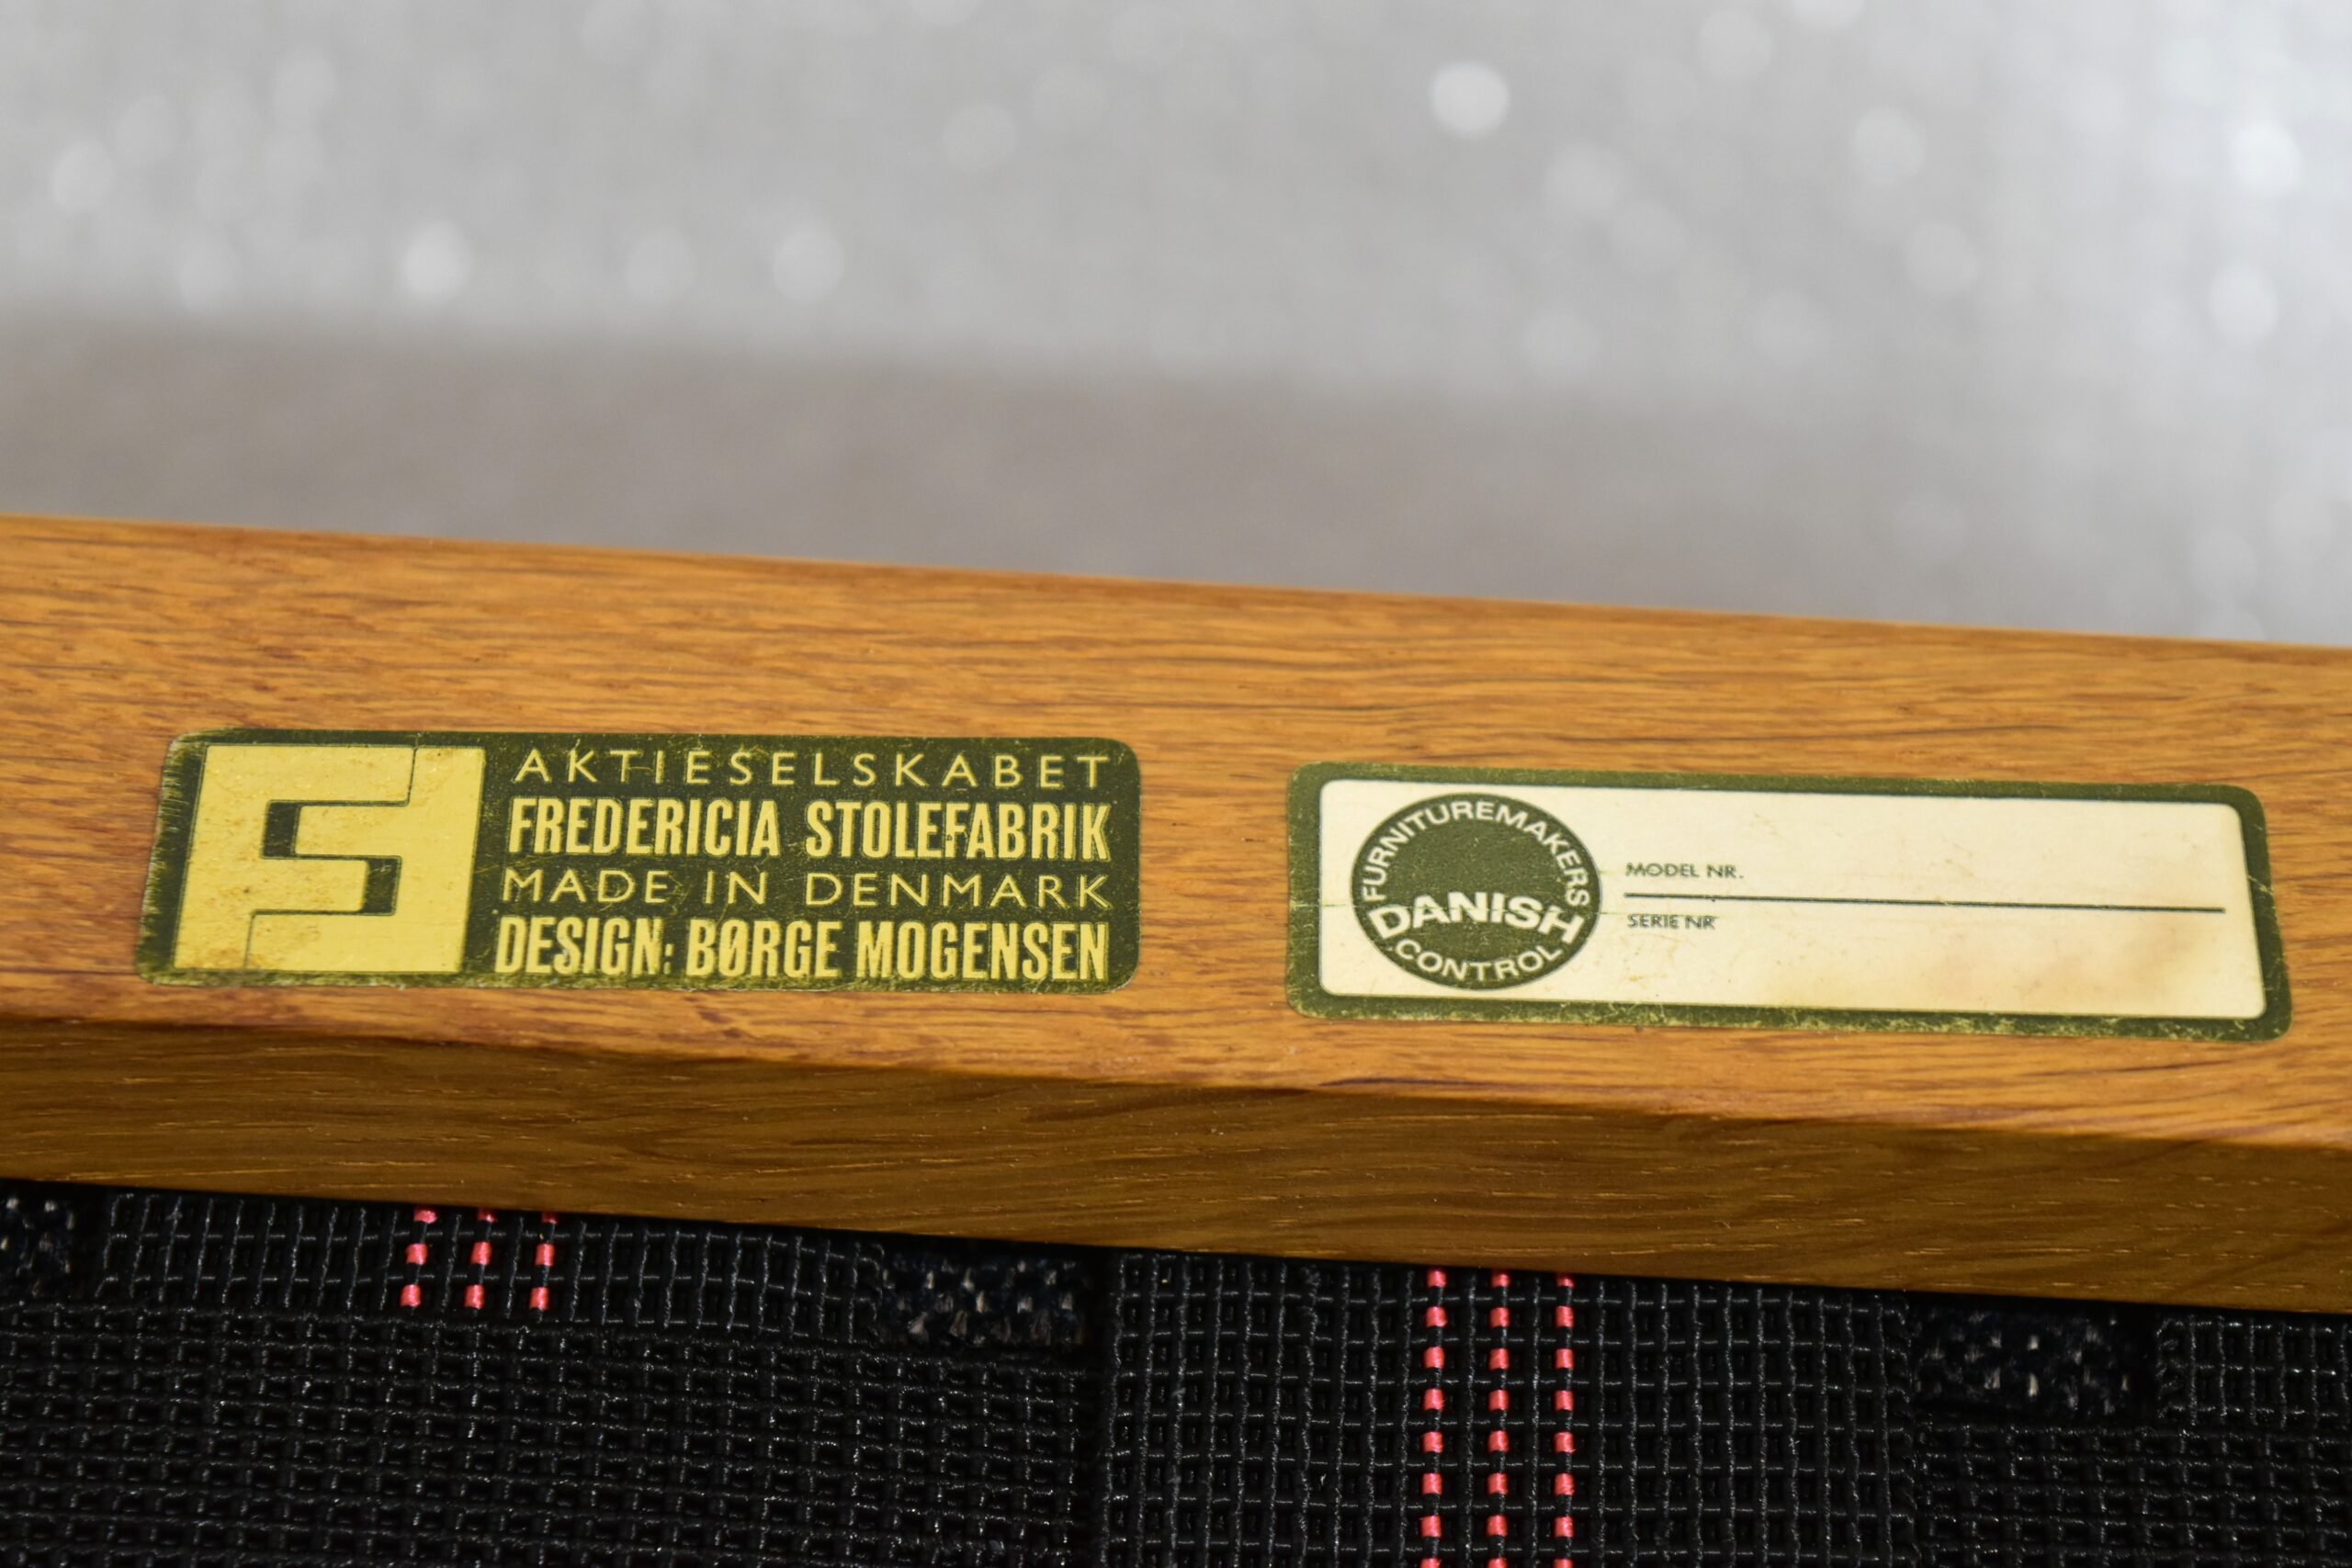 AKTIESELSKABET
FREDERICIA STOLEFABRIK
MADE IN DENMARK
DESIGN: BØRGE MOGENSEN
FURNITUREMAKERS
DANISH
CONTROL
MODEL NR.
SERIE NR